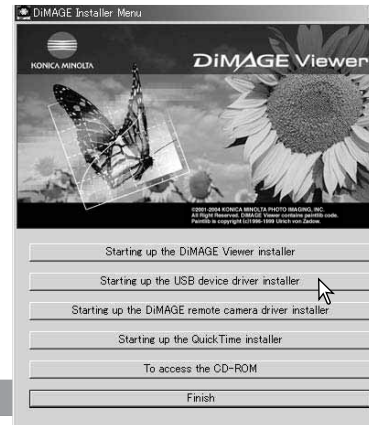 DiMAGE Installer Menu
KONICA MINOLTA
DiMAGE Viewer
©2001-2004 KONICA MINOLTA PHOTO IMAGING, INC.
All Right Reserved. DiMAGE Viewer contains paintlib code.
Paintlib is copyright (c)1996-1999 Ulrich von Zadow.
Starting up the DiMAGE Viewer installer
Starting up the USB device driver installer
Starting up the DiMAGE remote camera driver installer
Starting up the QuickTime installer
To access the CD-ROM
Finish